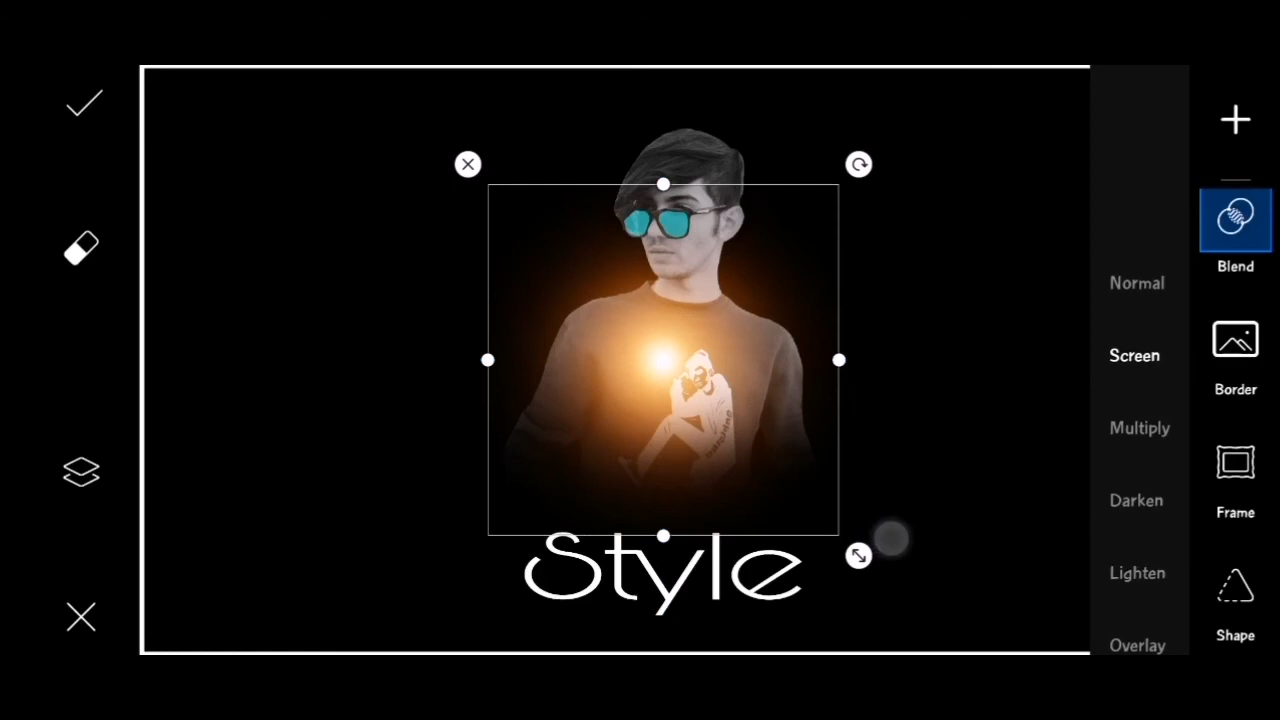 Blend
Normal
Border
Screen
Multiply
Darken
Frame
Style
Lighten
Shape
Overlay